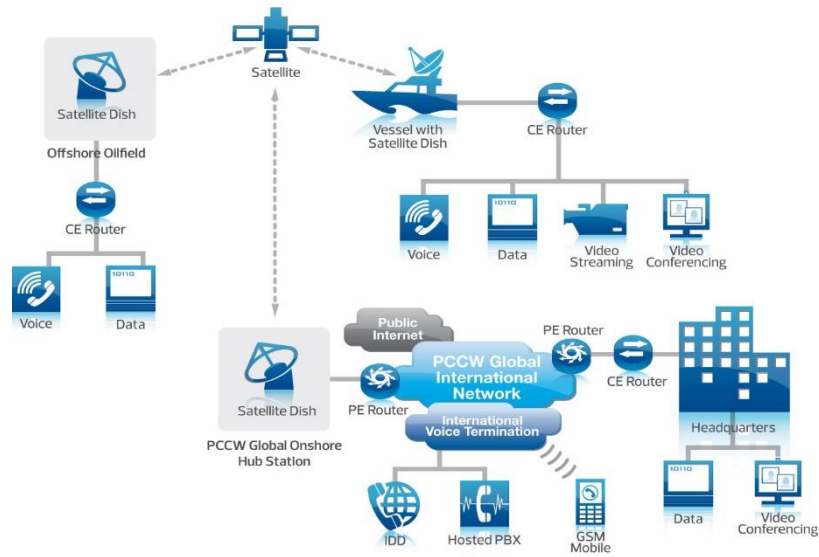 Satellite
Satellite Dish
Offshore Oilfield
CE Router
Voice
Data
10110
Vessel with
Satellite Dish
CE Router
10110
Voice
Data
Video
Streaming
Video
Conferencing
Satellite Dish
PCCW Global Onshore
Hub Station
PE Router
Public
Internet
PCCW Global
International
Network
International
Voice Termination
IDD
Hosted PBX
GSM
Mobile
PE Router
CE Router
Headquarters
10110
Data
Video
Conferencing